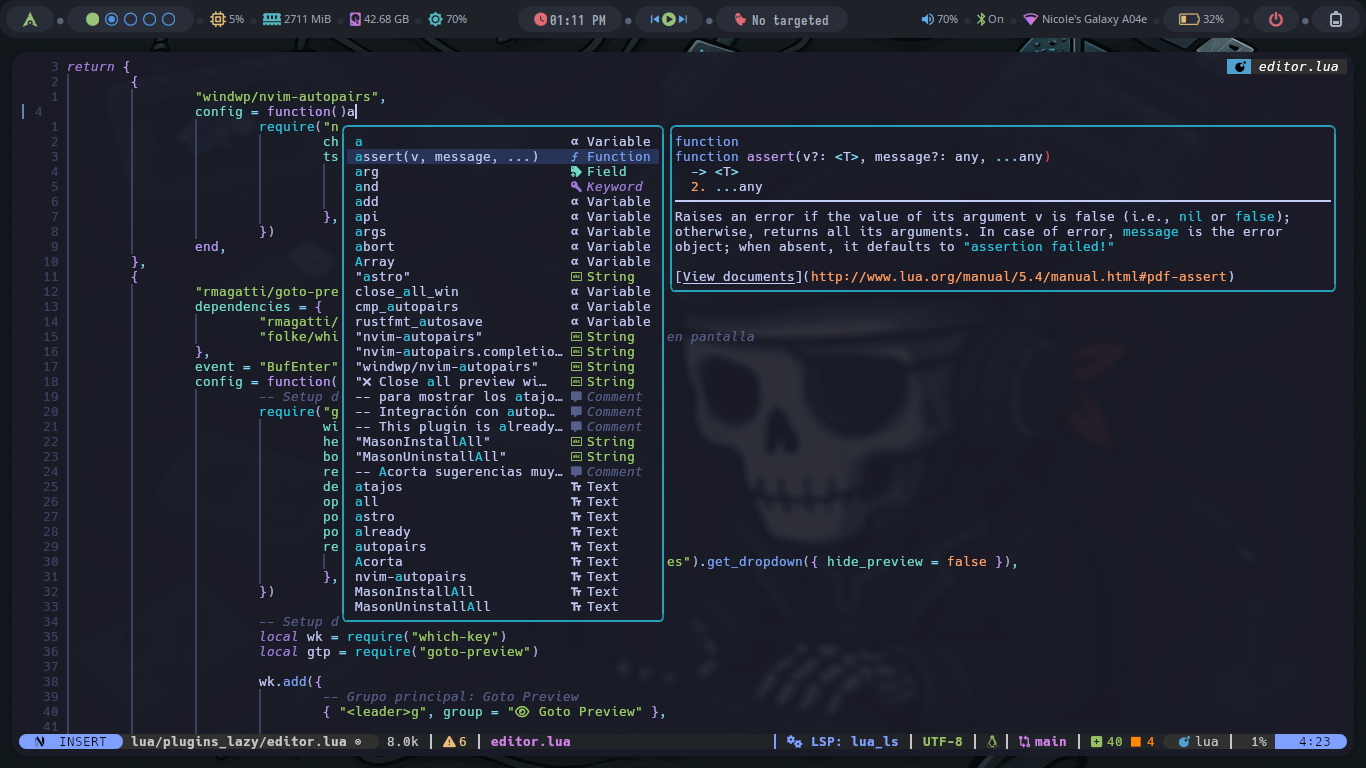 5% 2711 MiB 42.68 GB 70% 01:11 PM No targeted 70% On Nicole's Galaxy A04e 32%
editor.lua
3 return {
2 {
1 "windwp/nvim-autopairs",
4 config = function()a
1 require("n
2 ch
3 ts
4
5
6
7 },
8 })
9 end,
10 },
11 {
12 "rmagatti/goto-pre
13 dependencies = {
14 "rmagatti/
15 "folke/whi en pantalla
16 },
17 event = "BufEnter"
18 config = function(
19 -- Setup d
20 require("g
21 wi
22 he
23 bo
24 re
25 de
26 op
27 po
28 po
29 re
30 es").get_dropdown({ hide_preview = false }),
31 },
32 })
33
34 -- Setup d
35 local wk = require("which-key")
36 local gtp = require("goto-preview")
37
38 wk.add({
39 -- Grupo principal: Goto Preview
40 { "<leader>g", group = "👁 Goto Preview" },
41
a α Variable
assert(v, message, ...) ƒ Function
arg Field
and Keyword
add α Variable
api α Variable
args α Variable
abort α Variable
Array α Variable
"astro" String
close_all_win α Variable
cmp_autopairs α Variable
rustfmt_autosave α Variable
"nvim-autopairs" String
"nvim-autopairs.completio… String
"windwp/nvim-autopairs" String
"❌ Close all preview wi… String
-- para mostrar los atajo… Comment
-- Integración con autop… Comment
-- This plugin is already… Comment
"MasonInstallAll" String
"MasonUninstallAll" String
-- Acorta sugerencias muy… Comment
atajos Text
all Text
astro Text
already Text
autopairs Text
Acorta Text
nvim-autopairs Text
MasonInstallAll Text
MasonUninstallAll Text
function
function assert(v?: <T>, message?: any, ...any)
-> <T>
2. ...any
Raises an error if the value of its argument v is false (i.e., nil or false);
otherwise, returns all its arguments. In case of error, message is the error
object; when absent, it defaults to "assertion failed!"
[View documents](http://www.lua.org/manual/5.4/manual.html#pdf-assert)
INSERT lua/plugins_lazy/editor.lua 8.0k 6 editor.lua LSP: lua_ls UTF-8 main 40 4 lua 1% 4:23